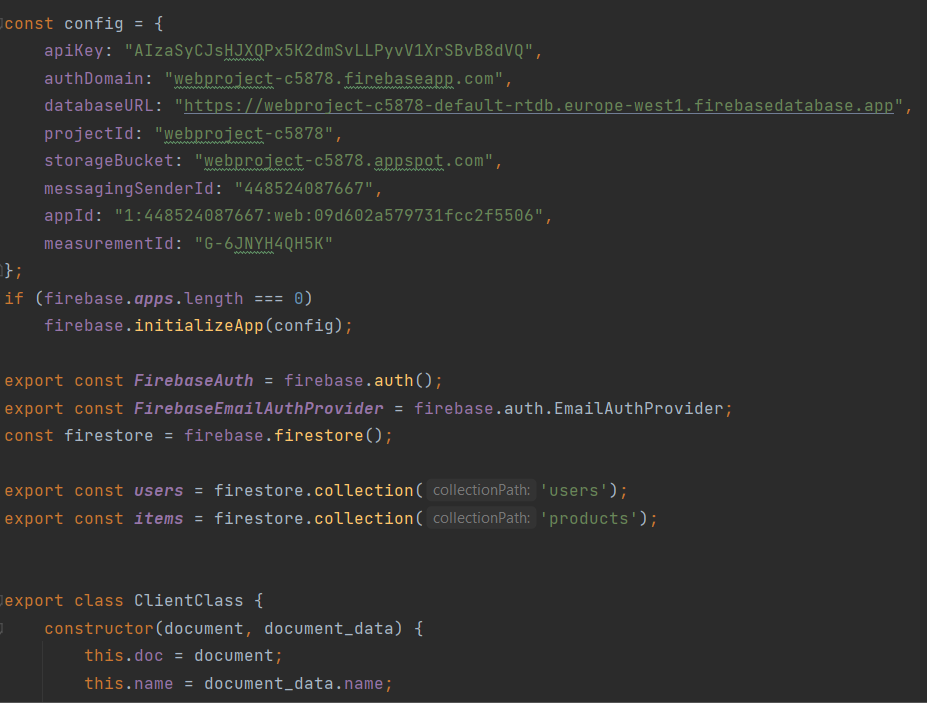 const config = {
apiKey: "AIzaSyCJsHJXQPx5K2dmSvLLPyvV1XrSBvB8dVQ",
authDomain: "webproject-c5878.firebaseapp.com",
databaseURL: "https://webproject-c5878-default-rtdb.europe-west1.firebasedatabase.app",
projectId: "webproject-c5878",
storageBucket: "webproject-c5878.appspot.com",
messagingSenderId: "448524087667",
appId: "1:448524087667:web:09d602a579731fcc2f5506",
measurementId: "G-6JNYH4QH5K"
};
if (firebase.apps.length === 0)
firebase.initializeApp(config);
export const FirebaseAuth = firebase.auth();
export const FirebaseEmailAuthProvider = firebase.auth.EmailAuthProvider;
const firestore = firebase.firestore();
export const users = firestore.collection( collectionPath: 'users');
export const items = firestore.collection( collectionPath: 'products');
export class ClientClass {
constructor(document, document_data) {
this.doc = document;
this.name = document_data.name;